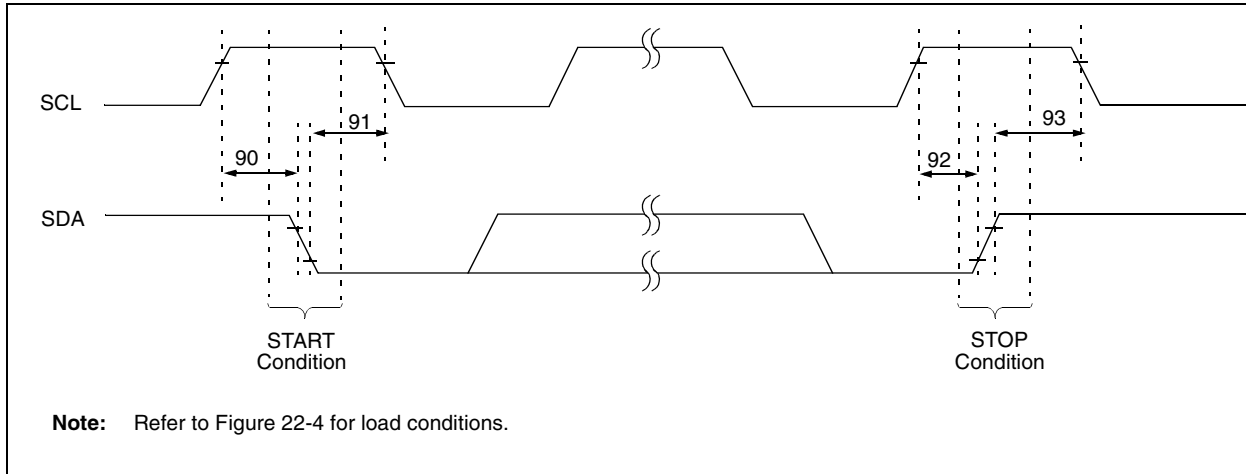 SCL
91
93
90
92
SDA
START
Condition
STOP
Condition
Note: Refer to Figure 22-4 for load conditions.